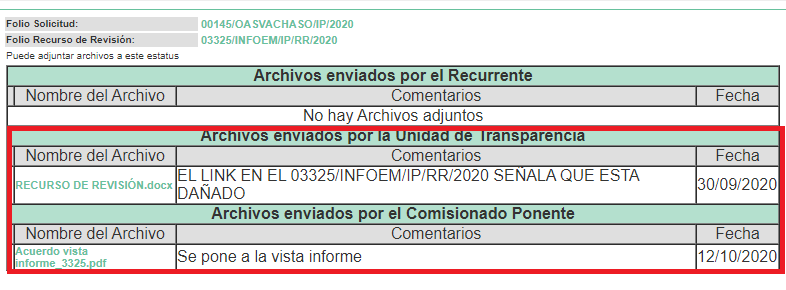 Folio Solicitud: 00145/OASVACHASO/IP/2020
Folio Recurso de Revisión: 03325/INFOEM/IP/RR/2020
Puede adjuntar archivos a este estatus
Archivos enviados por el Recurrente
Nombre del Archivo Comentarios Fecha
No hay Archivos adjuntos
Archivos enviados por la Unidad de Transparencia
Nombre del Archivo Comentarios Fecha
RECURSO DE REVISIÓN.docx EL LINK EN EL 03325/INFOEM/IP/RR/2020 SEÑALA QUE ESTA
DAÑADO 30/09/2020
Archivos enviados por el Comisionado Ponente
Nombre del Archivo Comentarios Fecha
Acuerdo vista
informe_3325.pdf Se pone a la vista informe 12/10/2020